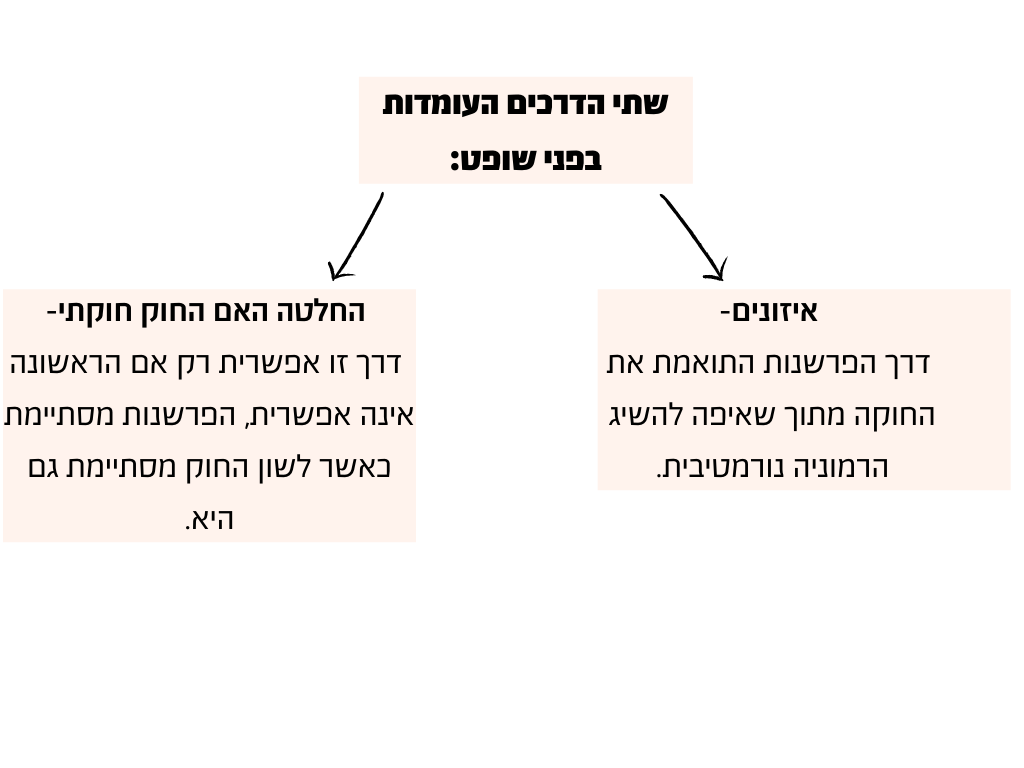 שתי הדרכים העומדות
בפני שופט:
איזונים-
דרך הפרשנות התואמת את
החוקה מתוך שאיפה להשיג
הרמוניה נורמטיבית.
החלטה האם החוק חוקתי-
דרך זו אפשרית רק אם הראשונה
אינה אפשרית, הפרשנות מסתיימת
כאשר לשון החוק מסתיימת גם
היא.